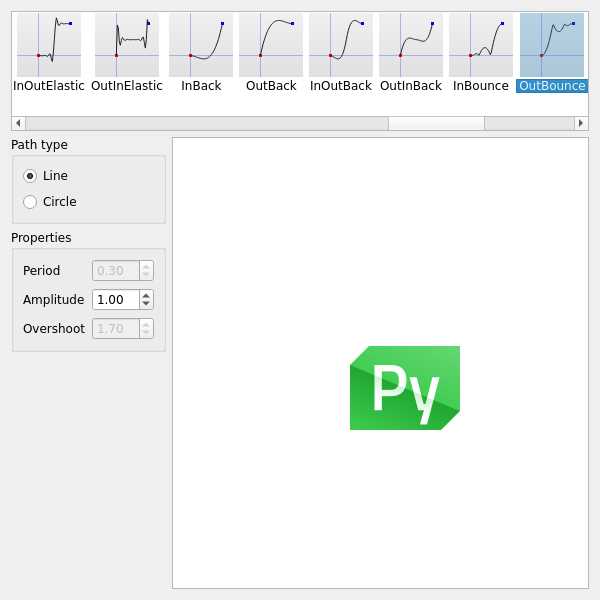 InOutElastic OutInElastic InBack OutBack InOutBack OutInBack InBounce OutBounce
Path type
Line
Circle
Properties
Period 0.30
Amplitude 1.00
Overshoot 1.70
Py